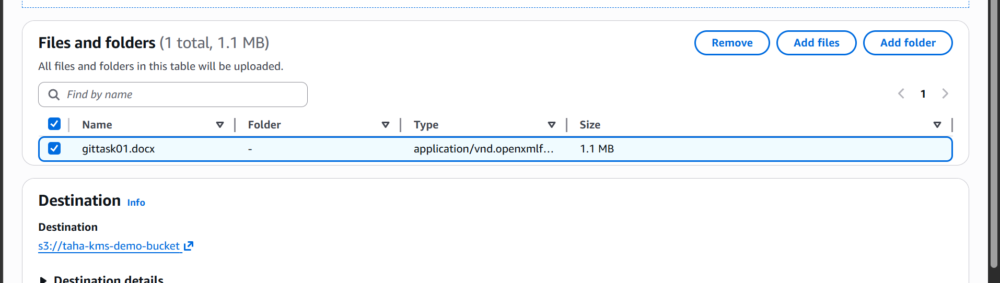 Files and folders (1 total, 1.1 MB)
Remove
Add files
Add folder
All files and folders in this table will be uploaded.
Find by name
1
Name Folder Type Size
gittask01.docx - application/vnd.openxmlf... 1.1 MB
Destination Info
Destination
s3://taha-kms-demo-bucket
Destination details